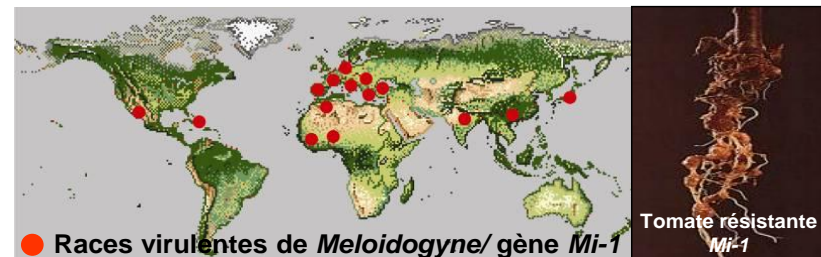 Races virulentes de Meloidogyne/ gène Mi-1
Tomate résistante
Mi-1